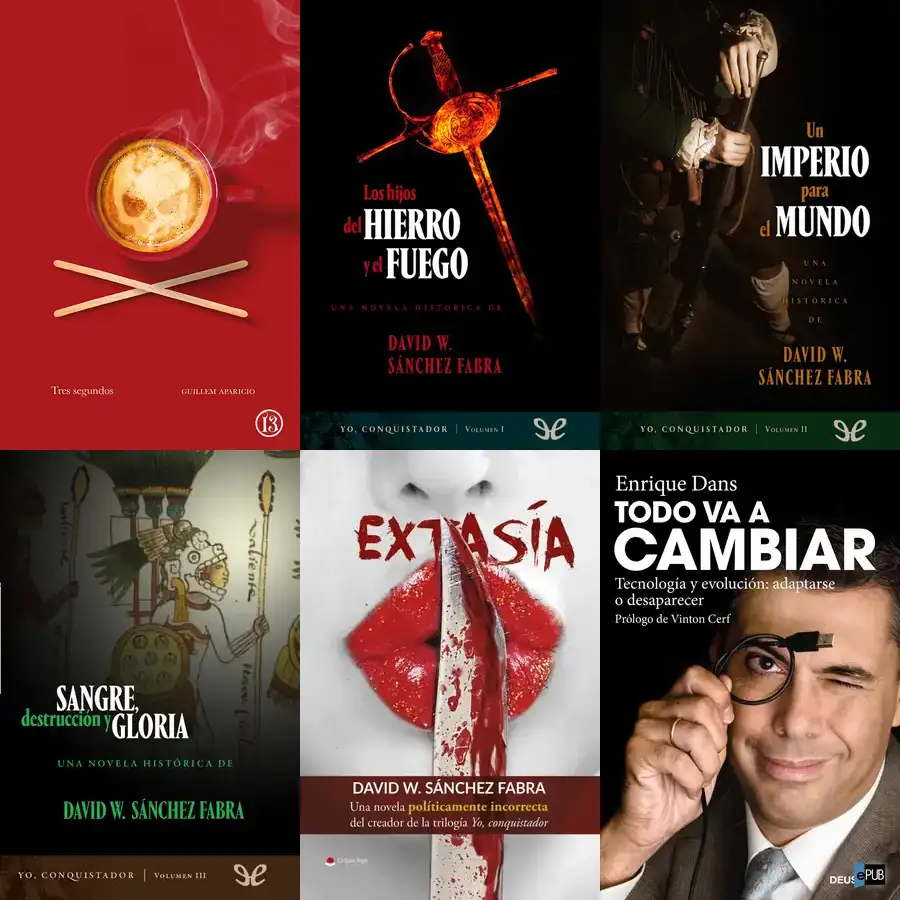 Tres segundos
GUILLEM APARICIO
13
Los hijos
del HIERRO
y el FUEGO
UNA NOVELA HISTÓRICA DE
DAVID W.
SÁNCHEZ FABRA
YO, CONQUISTADOR | VOLUMEN I
Un
IMPERIO
para
el MUNDO
UNA
NOVELA
HISTÓRICA
DE
DAVID W.
SÁNCHEZ FABRA
YO, CONQUISTADOR | VOLUMEN II
SANGRE,
destrucción y GLORIA
UNA NOVELA HISTÓRICA DE
DAVID W. SÁNCHEZ FABRA
YO, CONQUISTADOR | VOLUMEN III
EXTASÍA
DAVID W. SÁNCHEZ FABRA
Una novela políticamente incorrecta
del creador de la trilogía Yo, conquistador
Enrique Dans
TODO VA A
CAMBIAR
Tecnología y evolución: adaptarse
o desaparecer
Prólogo de Vinton Cerf
DEUS ePUB